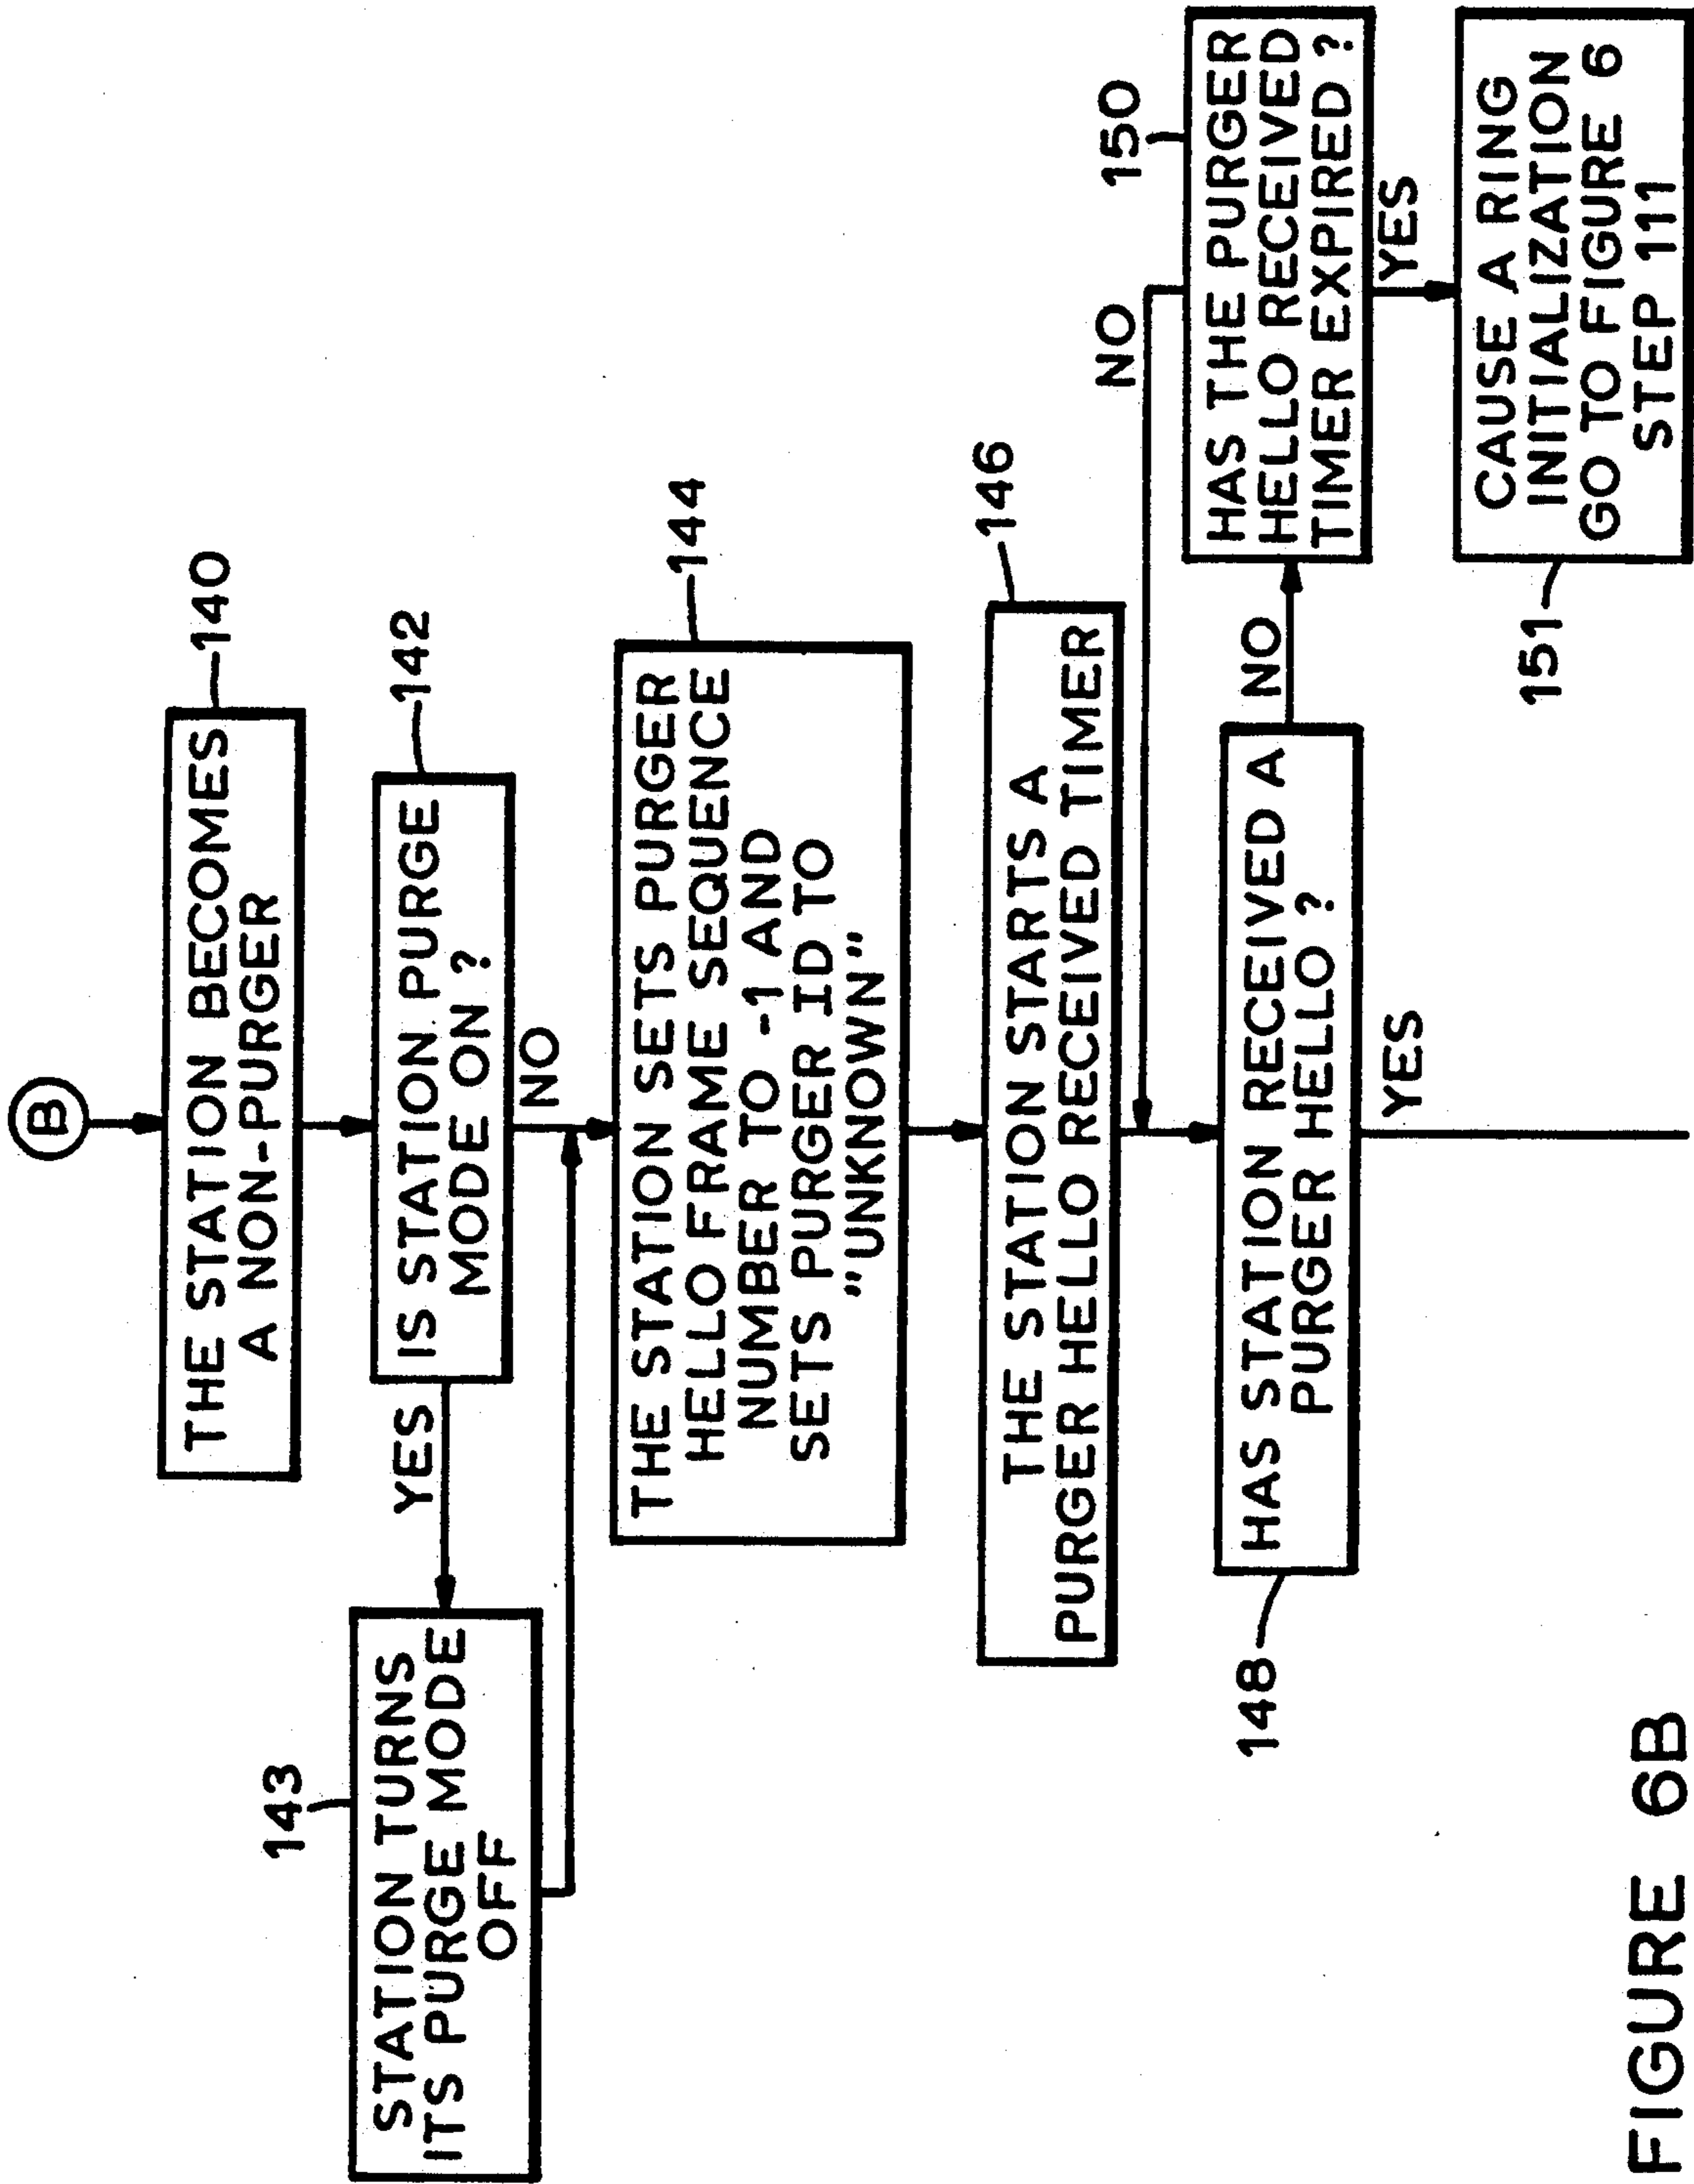 B
140
THE STATION BECOMES
A NON-PURGER
142
IS STATION PURGE
MODE ON ?
YES
NO
143
STATION TURNS
ITS PURGE MODE
OFF
144
THE STATION SETS PURGER
HELLO FRAME SEQUENCE
NUMBER TO -1 AND
SETS PURGER ID TO
"UNKNOWN"
146
THE STATION STARTS A
PURGER HELLO RECEIVED TIMER
148
HAS STATION RECEIVED A
PURGER HELLO ?
NO
YES
150
HAS THE PURGER
HELLO RECEIVED
TIMER EXPIRED ?
NO
YES
151
CAUSE A RING
INITIALIZATION
GO TO FIGURE 6
STEP 111
FIGURE 6B